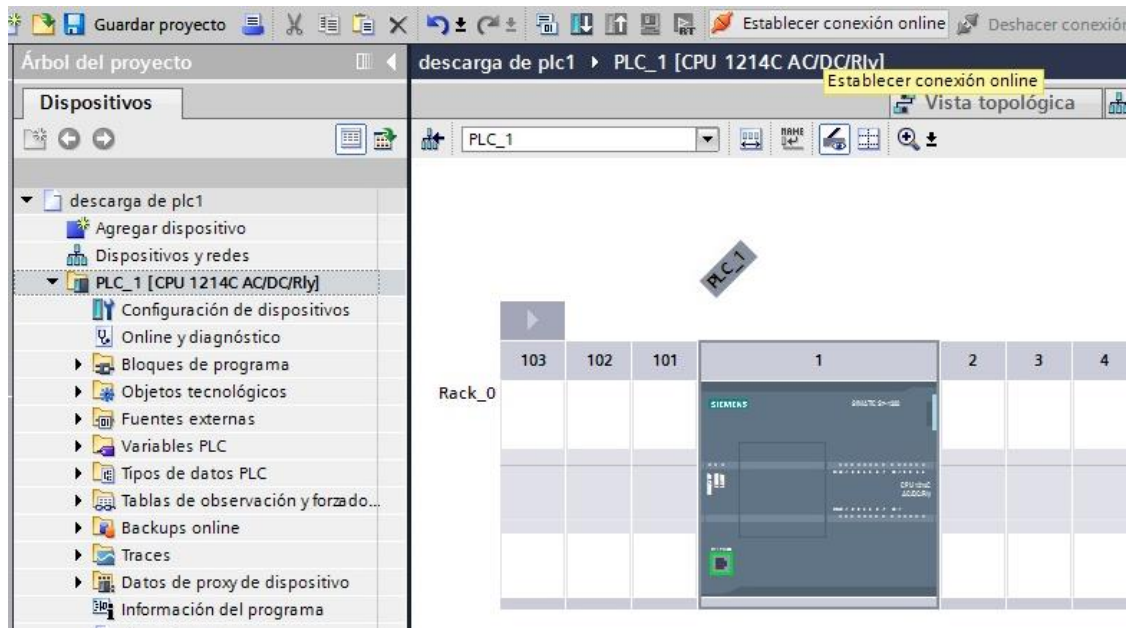 Guardar proyecto Establecer conexión online Deshacer conexión
Árbol del proyecto
descarga de plc1 PLC_1 [CPU 1214C AC/DC/Rly]
Establecer conexión online
Dispositivos
Vista topológica
PLC_1
descarga de plc1
Agregar dispositivo
Dispositivos y redes
PLC_1 [CPU 1214C AC/DC/Rly]
Configuración de dispositivos
Online y diagnóstico
Bloques de programa
Objetos tecnológicos
Fuentes externas
Variables PLC
Tipos de datos PLC
Tablas de observación y forzado...
Backups online
Traces
Datos de proxy de dispositivo
Información del programa
PLC_1
103 102 101 1 2 3 4
Rack_0
SIEMENS